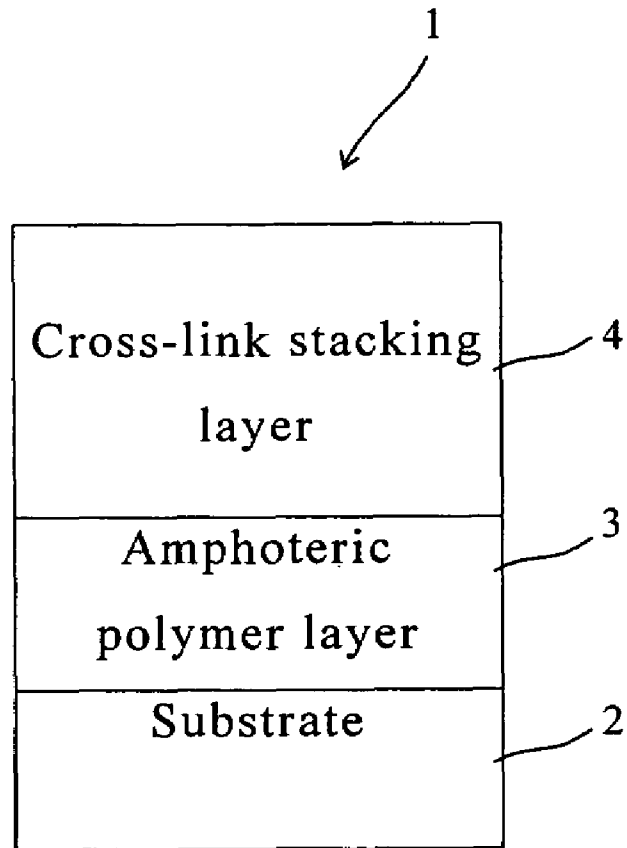 1
Cross-link stacking
layer
4
Amphoteric
polymer layer
3
Substrate
2